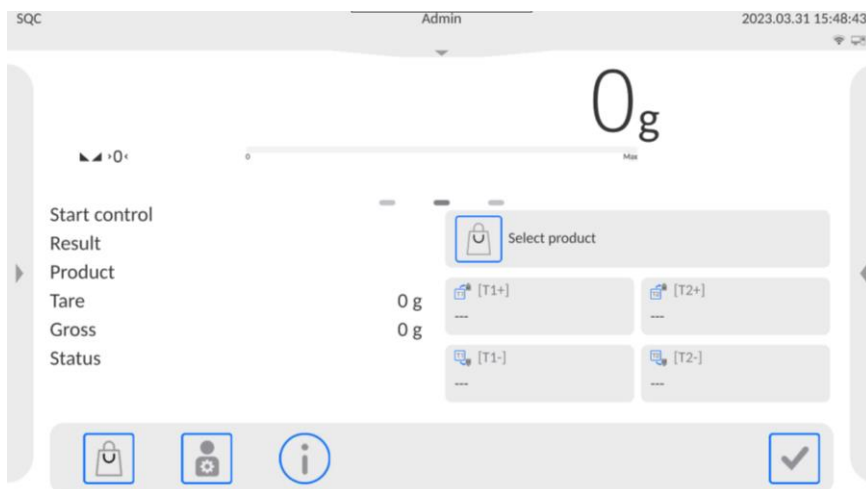 SQC Admin 2023.03.31 15:48:43
0g
›0‹
0 Max
Start control
Result
Product
Tare 0 g
Gross 0 g
Status
Select product
[T1+] [T2+]
--- ---
[T1-] [T2-]
--- ---